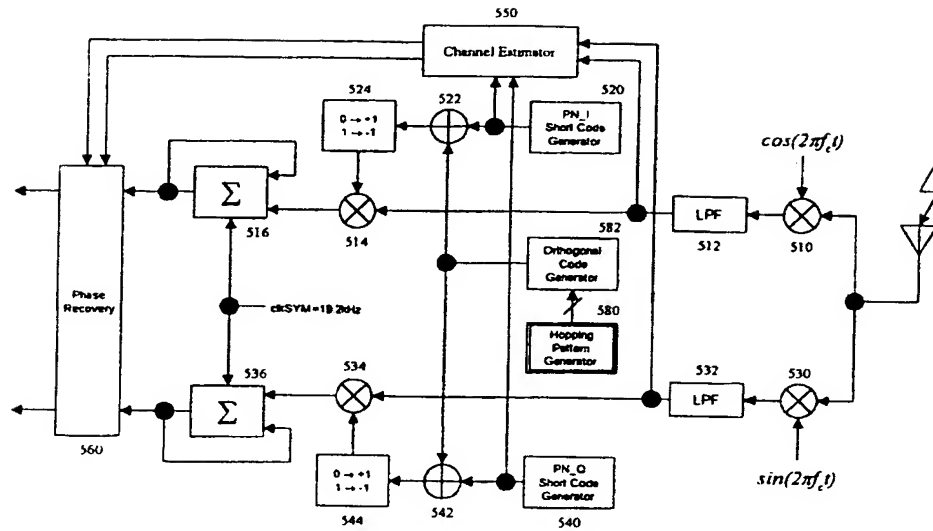 550
Channel Estimator
524
522
520
0 → +1
1 → -1
PN_I
Short Code
Generator
cos(2πf_c t)
Σ
516
514
582
LPF
512
510
Orthogonal
Code
Generator
Phase
Recovery
clkSYM=19.2kHz
580
Hopping
Pattern
Generator
536
534
532
530
Σ
LPF
560
0 → +1
1 → -1
PN_Q
Short Code
Generator
sin(2πf_c t)
544
542
540